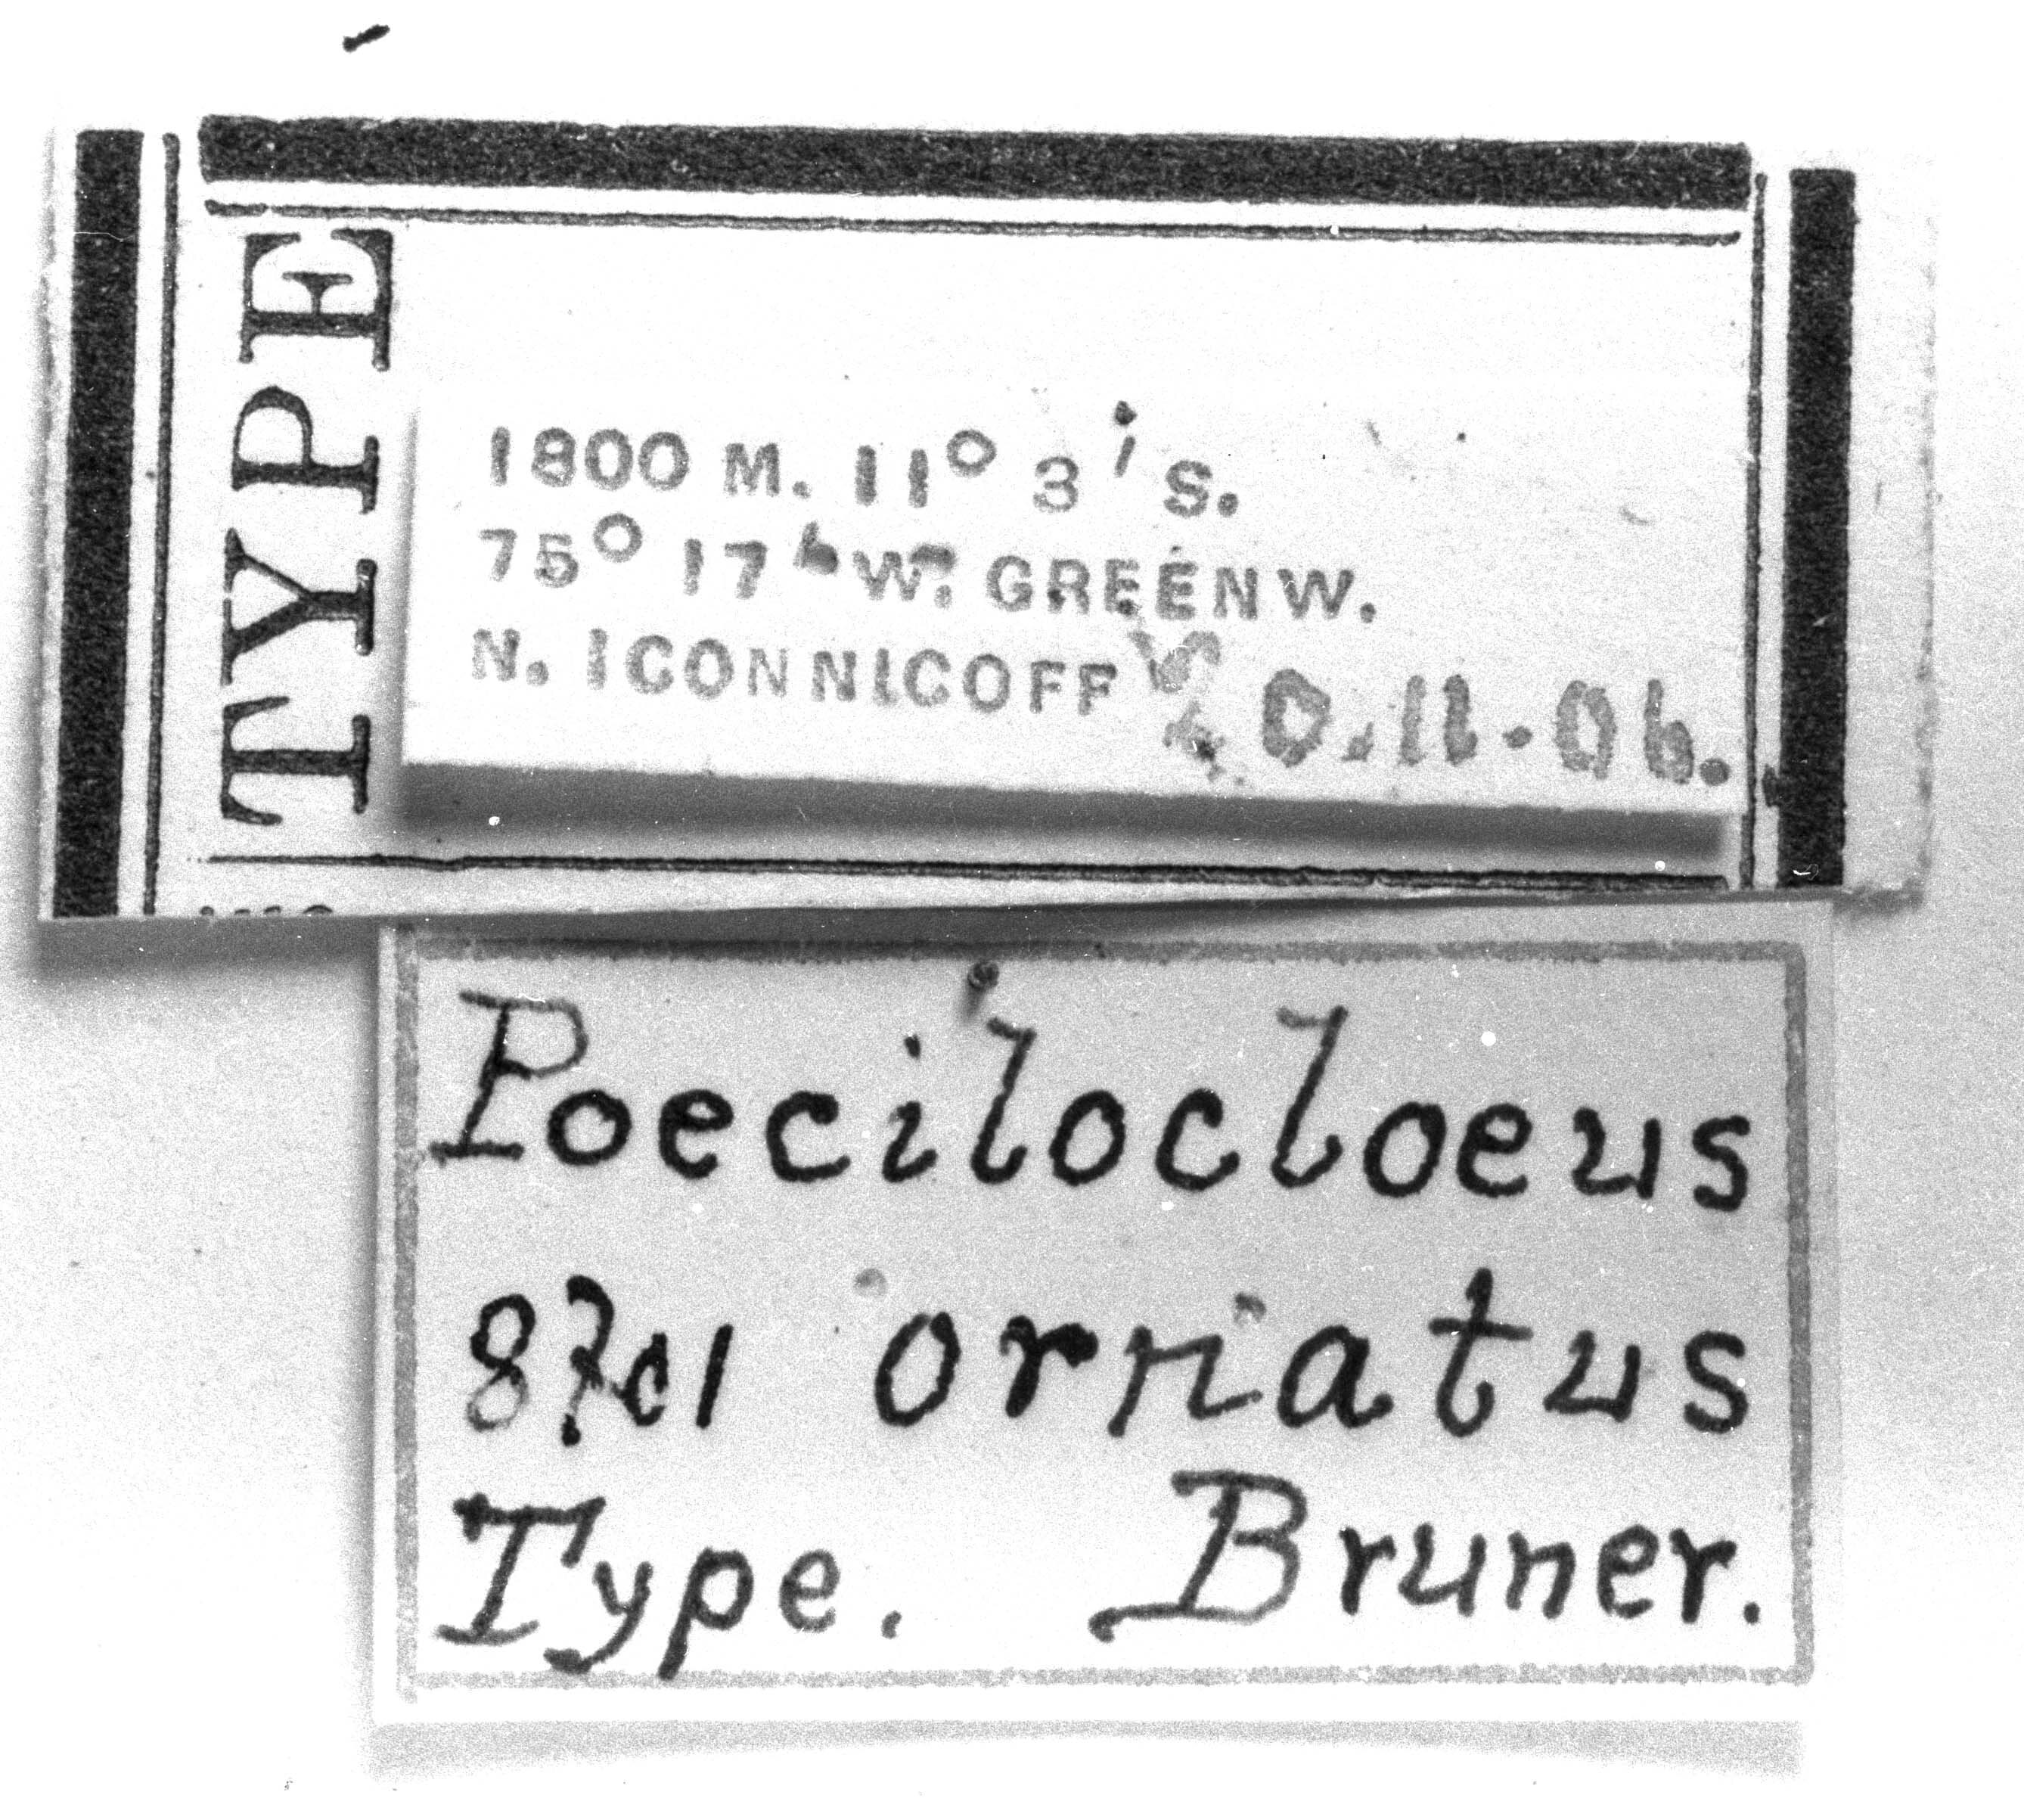 TYPE
1800 M. 11° 3' S.
75° 17' W. GREENW.
N. ICONNICOFF
0.11.06.
Poecilocloeus
ornatus
Type. Bruner.